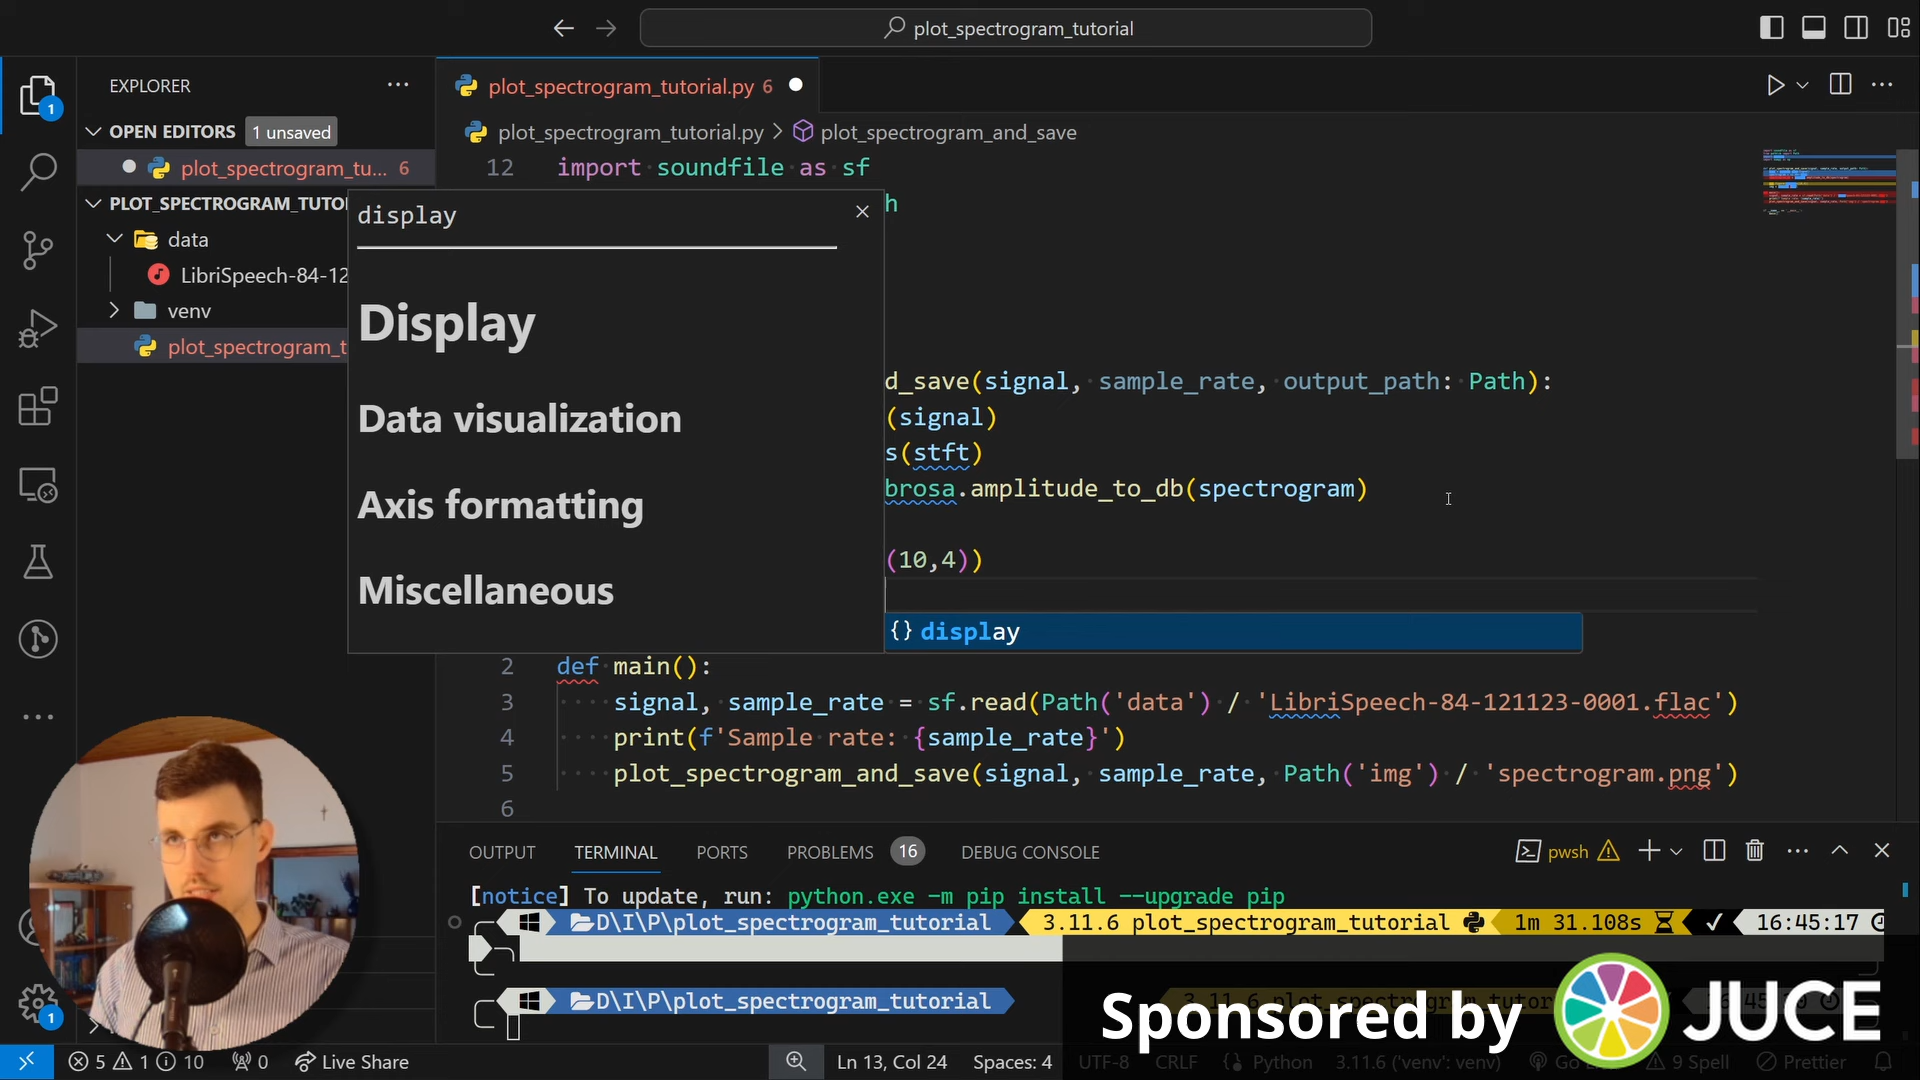 plot_spectrogram_tutorial
EXPLORER
plot_spectrogram_tutorial.py 6
OPEN EDITORS 1 unsaved
plot_spectrogram_tutorial.py > plot_spectrogram_and_save
plot_spectrogram_tu... 6
12 import soundfile as sf
PLOT_SPECTROGRAM_TUTO
display
h
data
LibriSpeech-84-12
venv
Display
plot_spectrogram_t
d_save(signal, sample_rate, output_path: Path):
Data visualization
(signal)
s(stft)
brosa.amplitude_to_db(spectrogram)
Axis formatting
(10,4))
Miscellaneous
{} display
2 def main():
3 signal, sample_rate = sf.read(Path('data') / 'LibriSpeech-84-121123-0001.flac')
4 print(f'Sample rate: {sample_rate}')
5 plot_spectrogram_and_save(signal, sample_rate, Path('img') / 'spectrogram.png')
6
OUTPUT TERMINAL PORTS PROBLEMS 16 DEBUG CONSOLE pwsh
[notice] To update, run: python.exe -m pip install --upgrade pip
D\I\P\plot_spectrogram_tutorial 3.11.6 plot_spectrogram_tutorial 1m 31.108s ✓ 16:45:17
D\I\P\plot_spectrogram_tutorial
Sponsored by JUCE
1
1
5 1 10 0 Live Share Ln 13, Col 24 Spaces: 4 UTF-8 CRLF {} Python 3.11.6 ('venv': venv) 9 Spell Prettier